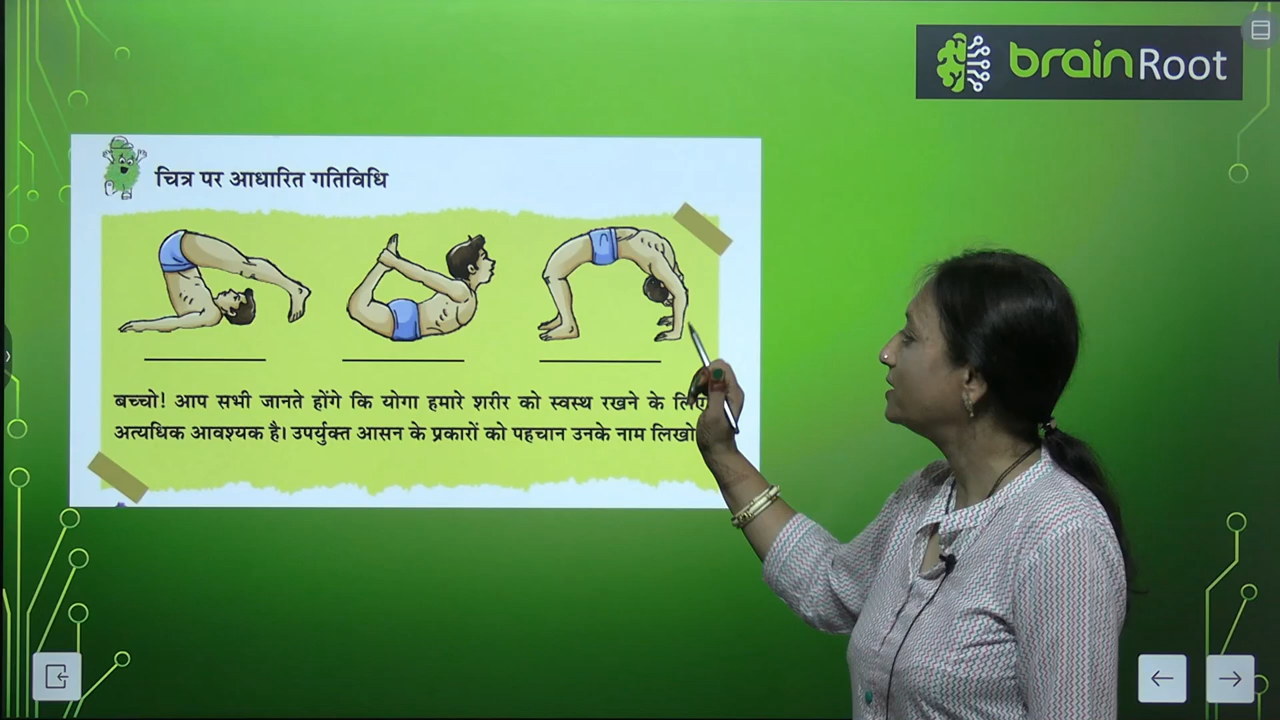 brainRoot
चित्र पर आधारित गतिविधि
बच्चो! आप सभी जानते होंगे कि योगा हमारे शरीर को स्वस्थ रखने के लिए
अत्यधिक आवश्यक है। उपर्युक्त आसन के प्रकारों को पहचान उनके नाम लिखो